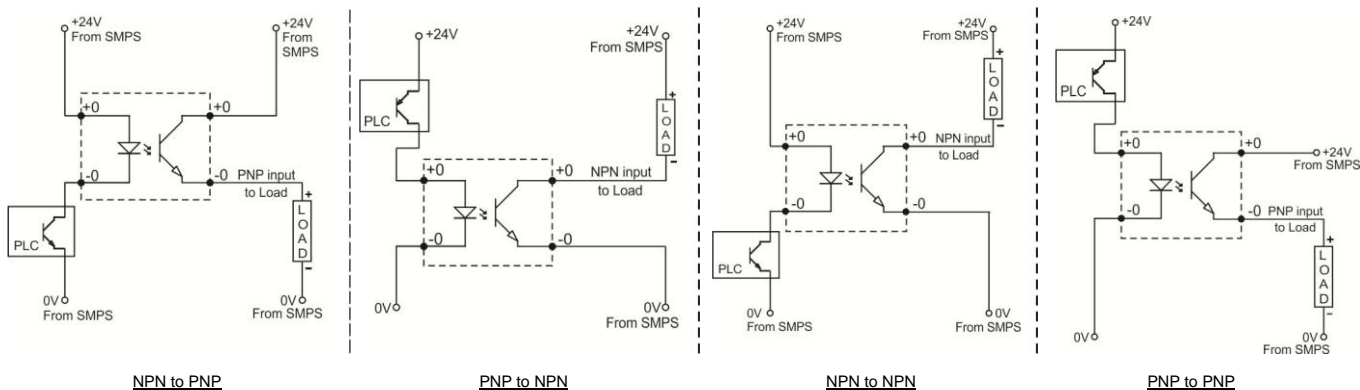 +24V
From SMPS
+24V
From
SMPS
+0
+0
-0
-0
PNP input
to Load
+
LOAD
-
PLC
0V
From SMPS
0V
From SMPS
NPN to PNP
+24V
+24V
From SMPS
PLC
+
LOAD
-
+0
+0
NPN input
to Load
-0
-0
0V
0V
From SMPS
PNP to NPN
+24V
From SMPS
+24V
From SMPS
+
LOAD
-
+0
+0
NPN input
to Load
-0
-0
PLC
0V
From SMPS
0V
From SMPS
NPN to NPN
+24V
PLC
+0
+0
+24V
From SMPS
-0
-0
PNP input
to Load
+
LOAD
-
0V
0V
From SMPS
PNP to PNP